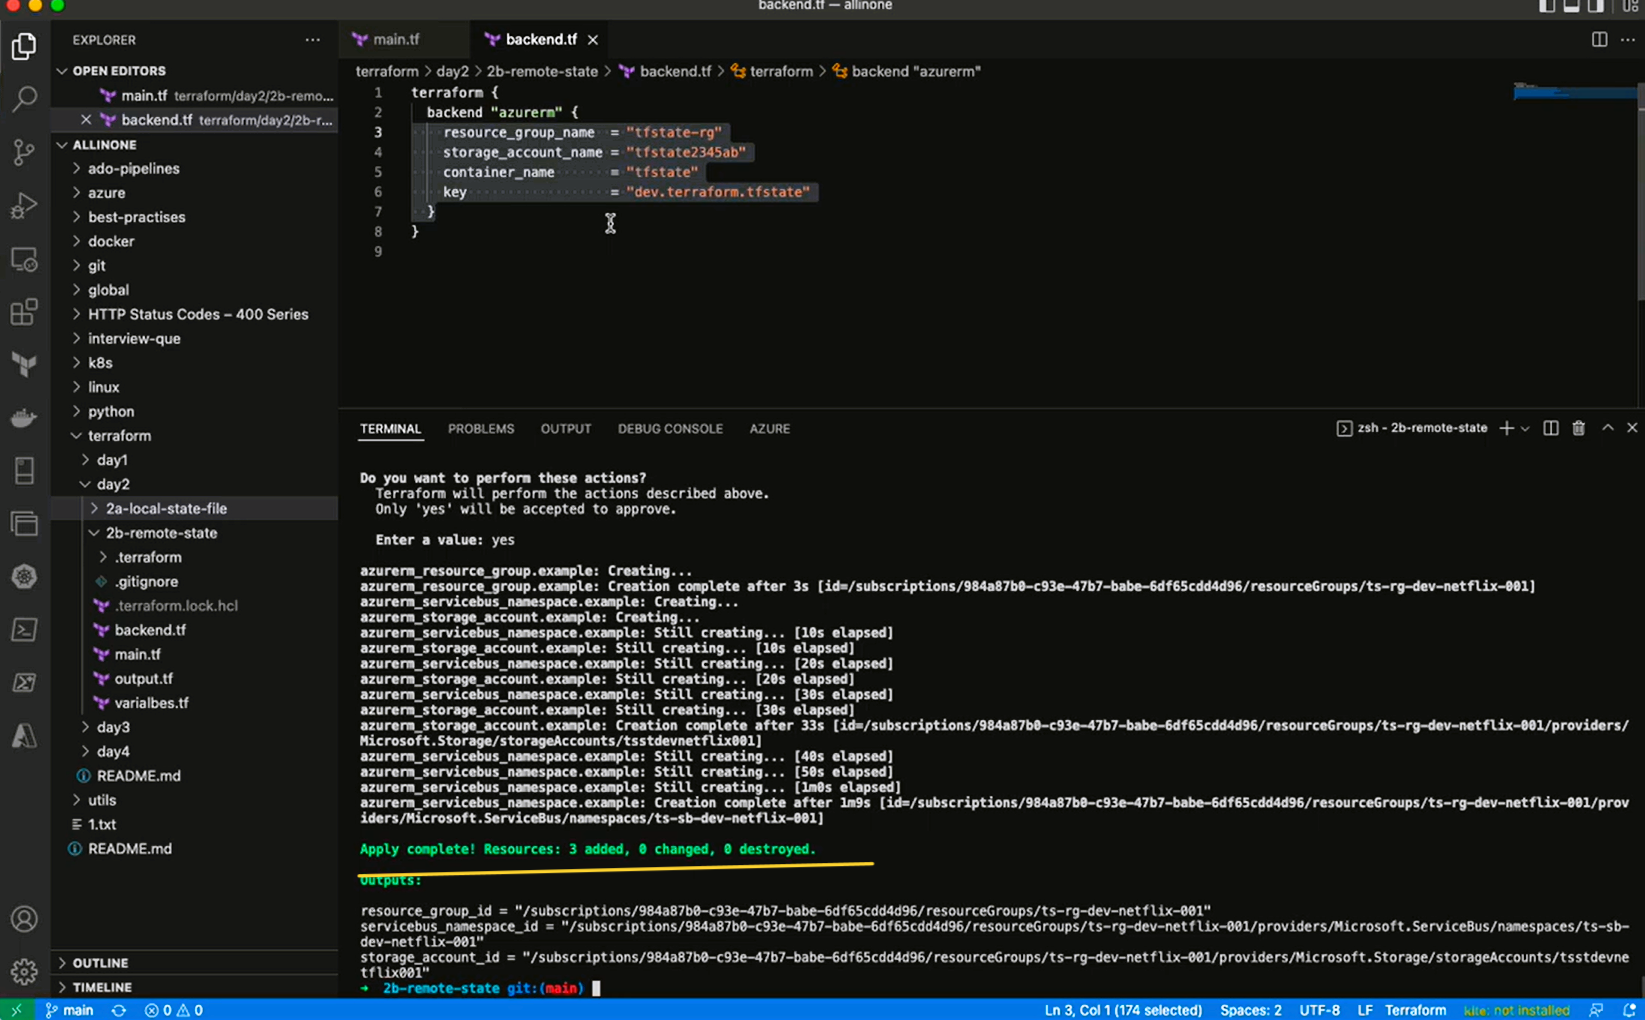 backend.tf — allinone
EXPLORER
OPEN EDITORS
main.tf terraform/day2/2b-remo...
backend.tf terraform/day2/2b-r...
ALLINONE
ado-pipelines
azure
best-practises
docker
git
global
HTTP Status Codes – 400 Series
interview-que
k8s
linux
python
terraform
day1
day2
2a-local-state-file
2b-remote-state
.terraform
.gitignore
.terraform.lock.hcl
backend.tf
main.tf
output.tf
varialbes.tf
day3
day4
README.md
utils
1.txt
README.md
OUTLINE
TIMELINE
main.tf
backend.tf
terraform > day2 > 2b-remote-state > backend.tf > terraform > backend "azurerm"
1 terraform {
2 backend "azurerm" {
3 resource_group_name = "tfstate-rg"
4 storage_account_name = "tfstate2345ab"
5 container_name = "tfstate"
6 key = "dev.terraform.tfstate"
7 }
8 }
9
TERMINAL PROBLEMS OUTPUT DEBUG CONSOLE AZURE
zsh - 2b-remote-state
Do you want to perform these actions?
Terraform will perform the actions described above.
Only 'yes' will be accepted to approve.
Enter a value: yes
azurerm_resource_group.example: Creating...
azurerm_resource_group.example: Creation complete after 3s [id=/subscriptions/984a87b0-c93e-47b7-babe-6df65cdd4d96/resourceGroups/ts-rg-dev-netflix-001]
azurerm_servicebus_namespace.example: Creating...
azurerm_storage_account.example: Creating...
azurerm_servicebus_namespace.example: Still creating... [10s elapsed]
azurerm_storage_account.example: Still creating... [10s elapsed]
azurerm_servicebus_namespace.example: Still creating... [20s elapsed]
azurerm_storage_account.example: Still creating... [20s elapsed]
azurerm_servicebus_namespace.example: Still creating... [30s elapsed]
azurerm_storage_account.example: Still creating... [30s elapsed]
azurerm_storage_account.example: Creation complete after 33s [id=/subscriptions/984a87b0-c93e-47b7-babe-6df65cdd4d96/resourceGroups/ts-rg-dev-netflix-001/providers/
Microsoft.Storage/storageAccounts/tsstdevnetflix001]
azurerm_servicebus_namespace.example: Still creating... [40s elapsed]
azurerm_servicebus_namespace.example: Still creating... [50s elapsed]
azurerm_servicebus_namespace.example: Still creating... [1m0s elapsed]
azurerm_servicebus_namespace.example: Creation complete after 1m9s [id=/subscriptions/984a87b0-c93e-47b7-babe-6df65cdd4d96/resourceGroups/ts-rg-dev-netflix-001/prov
iders/Microsoft.ServiceBus/namespaces/ts-sb-dev-netflix-001]
Apply complete! Resources: 3 added, 0 changed, 0 destroyed.
Outputs:
resource_group_id = "/subscriptions/984a87b0-c93e-47b7-babe-6df65cdd4d96/resourceGroups/ts-rg-dev-netflix-001"
servicebus_namespace_id = "/subscriptions/984a87b0-c93e-47b7-babe-6df65cdd4d96/resourceGroups/ts-rg-dev-netflix-001/providers/Microsoft.ServiceBus/namespaces/ts-sb-
dev-netflix-001"
storage_account_id = "/subscriptions/984a87b0-c93e-47b7-babe-6df65cdd4d96/resourceGroups/ts-rg-dev-netflix-001/providers/Microsoft.Storage/storageAccounts/tsstdevne
tflix001"
→ 2b-remote-state git:(main)
main 0 0 Ln 3, Col 1 (174 selected) Spaces: 2 UTF-8 LF Terraform kite: not installed